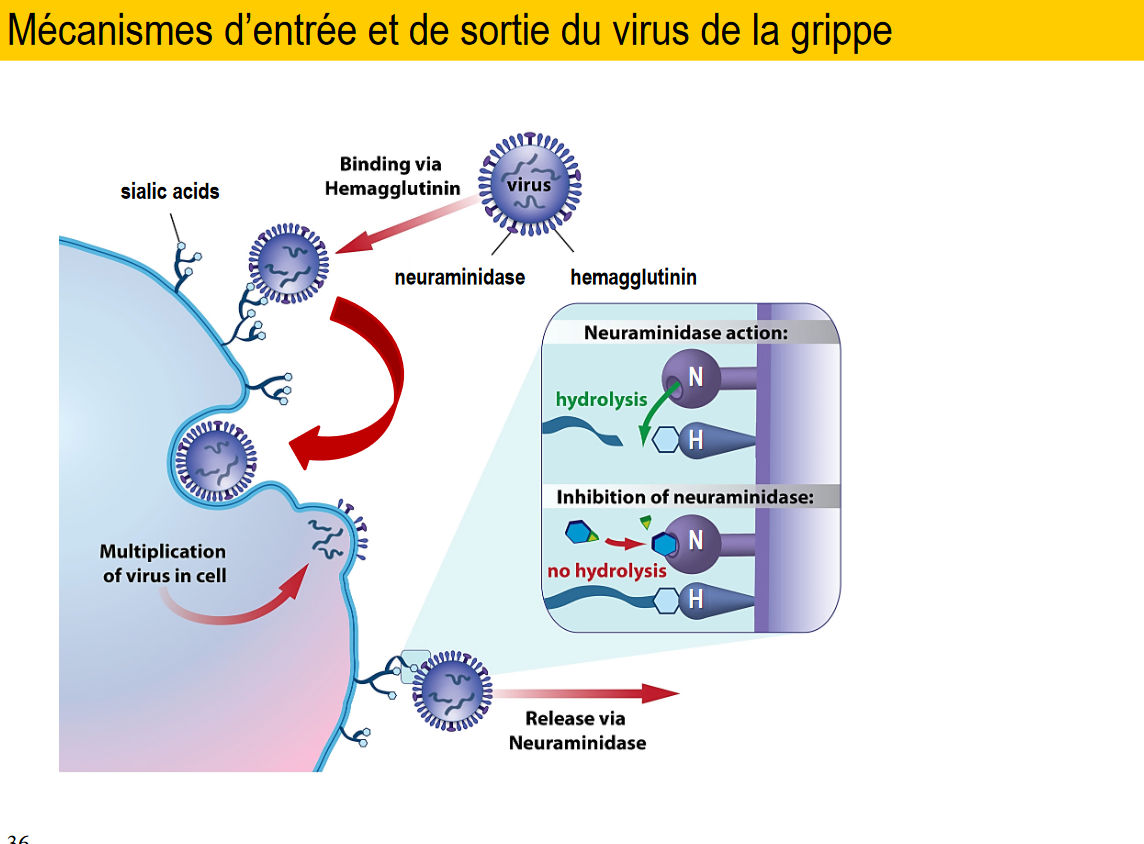 Mécanismes d’entrée et de sortie du virus de la grippe
Binding via
Hemagglutinin
virus
sialic acids
neuraminidase
hemagglutinin
Neuraminidase action:
N
hydrolysis
H
Inhibition of neuraminidase:
N
no hydrolysis
H
Multiplication
of virus in cell
Release via
Neuraminidase
36